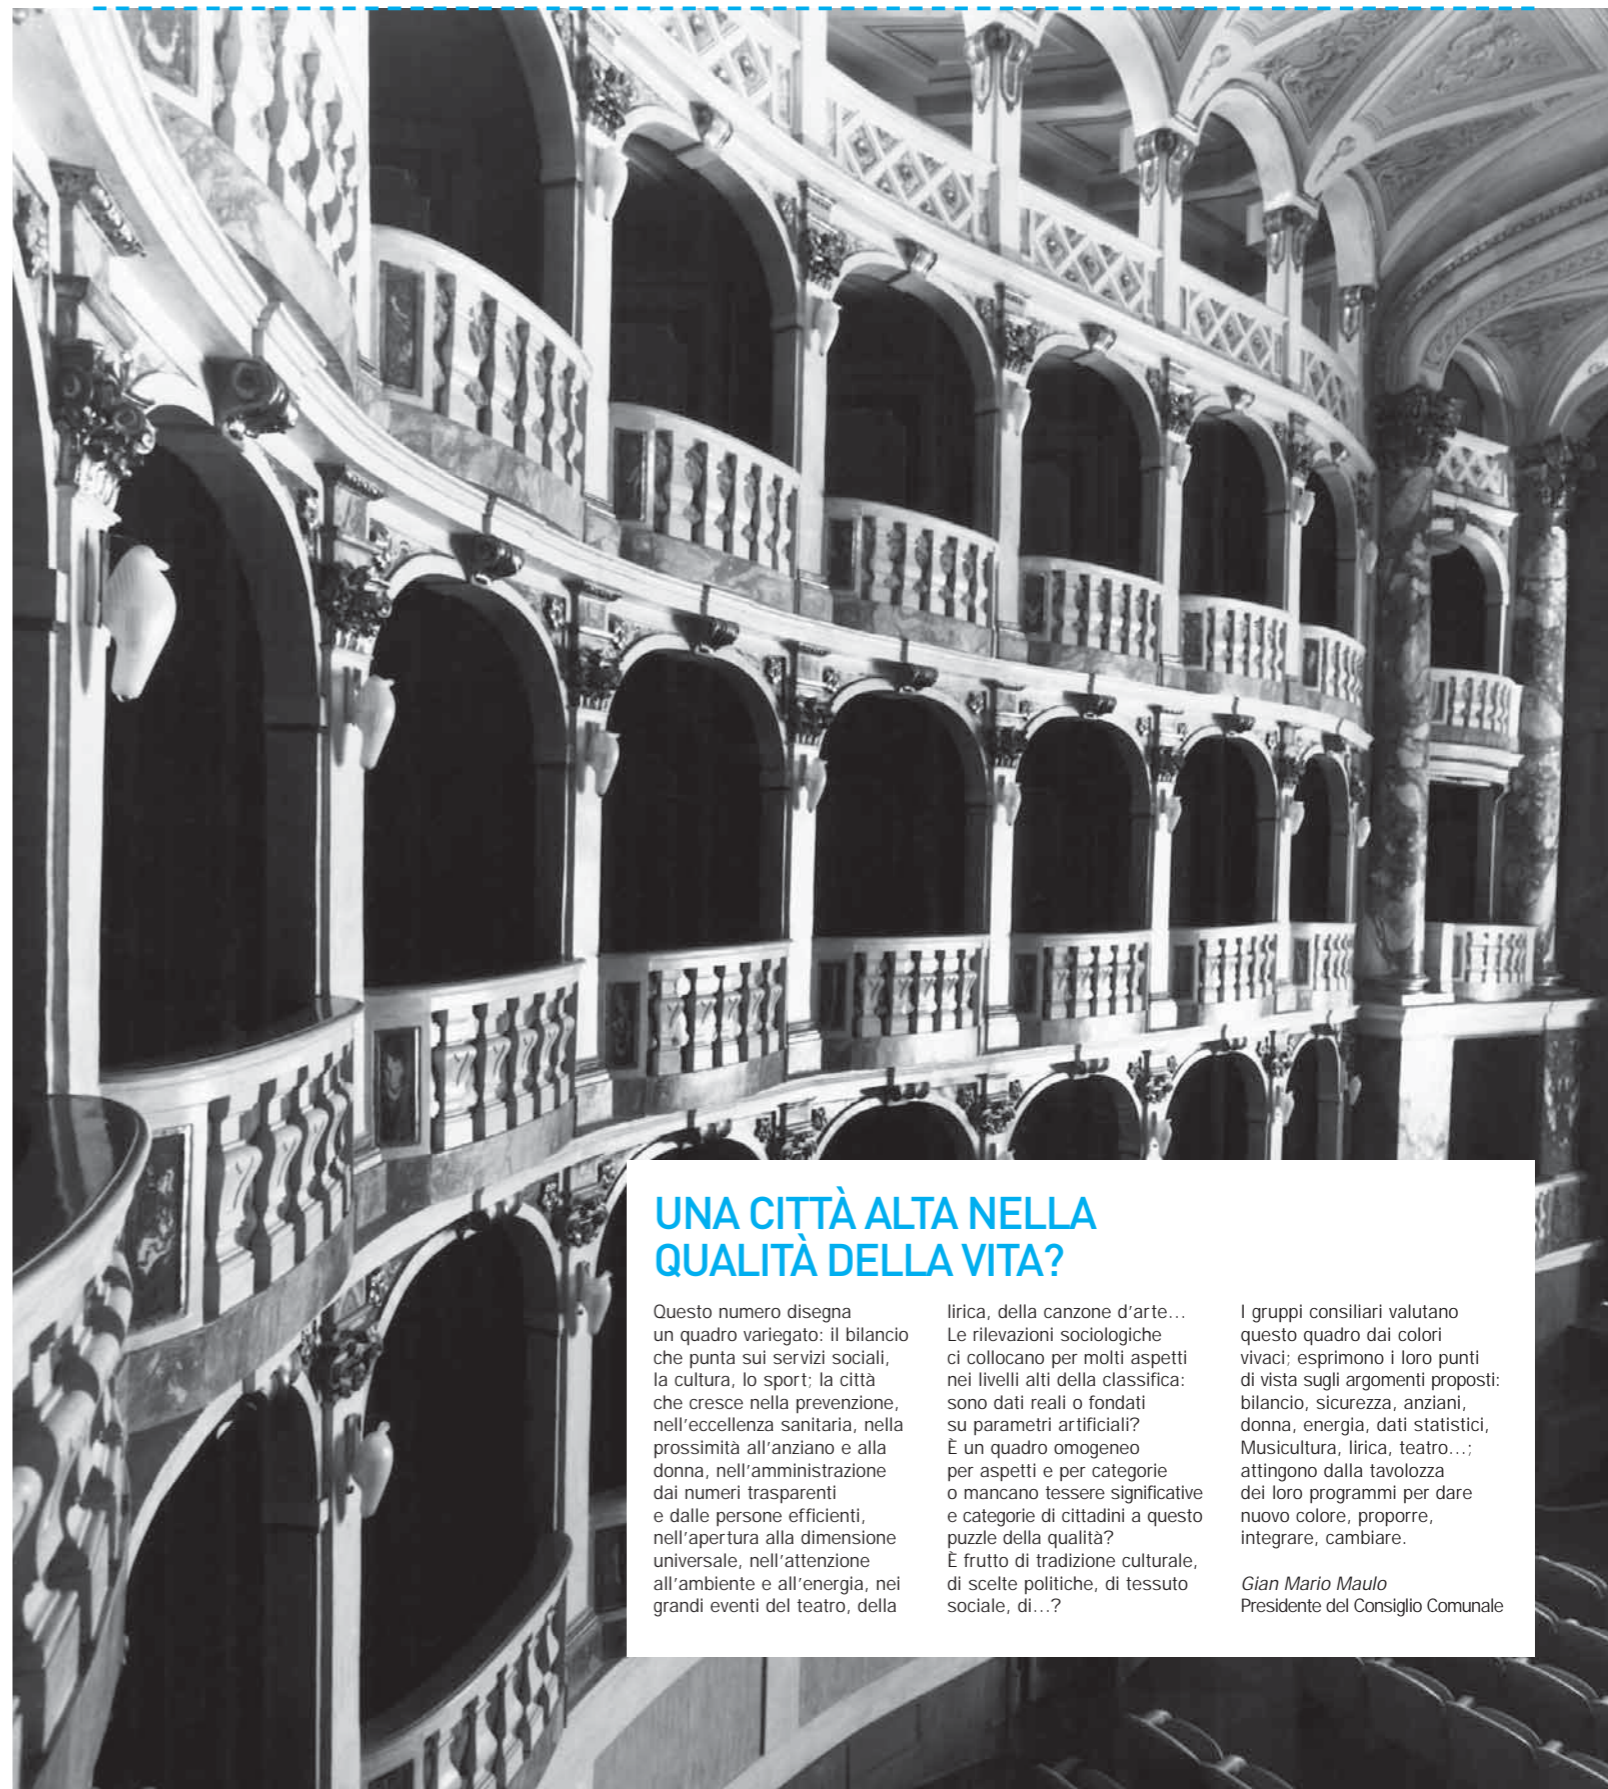 UNA CITTÀ ALTA NELLA
QUALITÀ DELLA VITA?
Questo numero disegna
un quadro variegato: il bilancio
che punta sui servizi sociali,
la cultura, lo sport; la città
che cresce nella prevenzione,
nell'eccellenza sanitaria, nella
prossimità all'anziano e alla
donna, nell'amministrazione
dai numeri trasparenti
e dalle persone efficienti,
nell'apertura alla dimensione
universale, nell'attenzione
all'ambiente e all'energia, nei
grandi eventi del teatro, della
lirica, della canzone d'arte...
Le rilevazioni sociologiche
ci collocano per molti aspetti
nei livelli alti della classifica:
sono dati reali o fondati
su parametri artificiali?
È un quadro omogeneo
per aspetti e per categorie
o mancano tessere significative
e categorie di cittadini a questo
puzzle della qualità?
È frutto di tradizione culturale,
di scelte politiche, di tessuto
sociale, di...?
I gruppi consiliari valutano
questo quadro dai colori
vivaci; esprimono i loro punti
di vista sugli argomenti proposti:
bilancio, sicurezza, anziani,
donna, energia, dati statistici,
Musicultura, lirica, teatro...;
attingono dalla tavolozza
dei loro programmi per dare
nuovo colore, proporre,
integrare, cambiare.
Gian Mario Maulo
Presidente del Consiglio Comunale